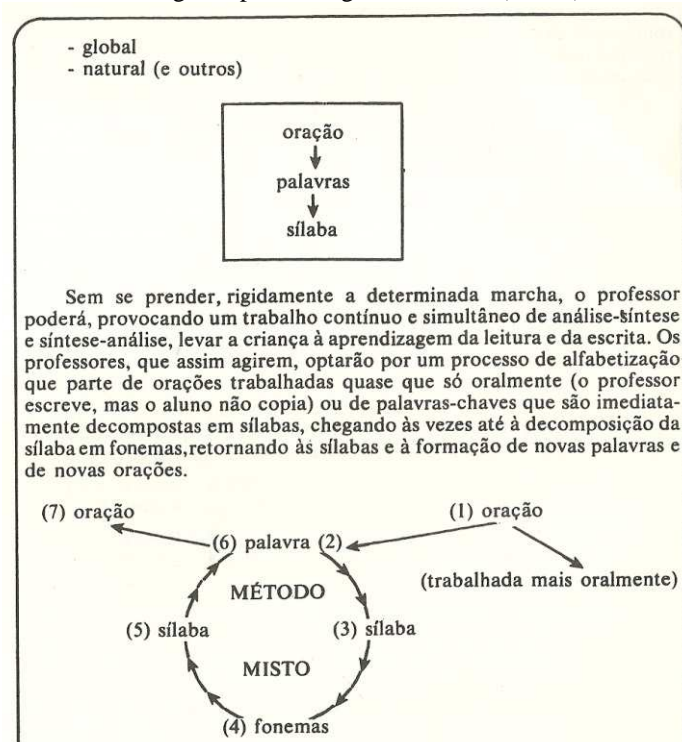 - global
- natural (e outros)
oração
palavras
sílaba
Sem se prender, rigidamente a determinada marcha, o professor
poderá, provocando um trabalho contínuo e simultâneo de análise-síntese
e síntese-análise, levar a criança à aprendizagem da leitura e da escrita. Os
professores, que assim agirem, optarão por um processo de alfabetização
que parte de orações trabalhadas quase que só oralmente (o professor
escreve, mas o aluno não copia) ou de palavras-chaves que são imediata-
mente decompostas em sílabas, chegando às vezes até à decomposição da
sílaba em fonemas, retornando às sílabas e à formação de novas palavras e
de novas orações.
(7) oração
(1) oração
(6) palavra (2)
(trabalhada mais oralmente)
MÉTODO
(5) sílaba
(3) sílaba
MISTO
(4) fonemas